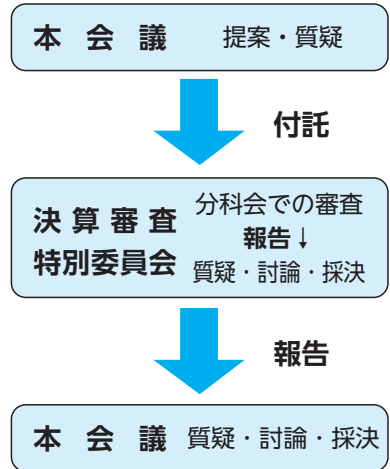 本会議 提案・質疑
付託
決算審査
特別委員会
分科会での審査
報告↓
質疑・討論・採決
報告
本会議 質疑・討論・採決